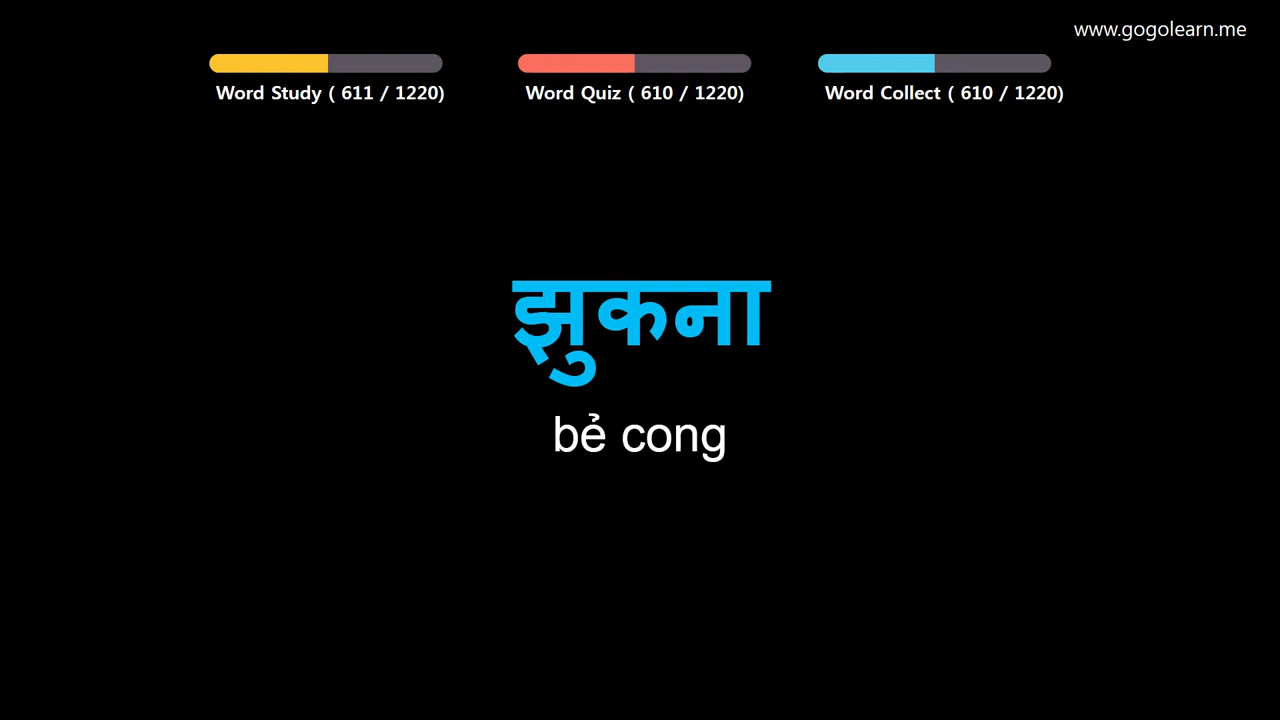 www.gogolearn.me
Word Study ( 611 / 1220)
Word Quiz ( 610 / 1220)
Word Collect ( 610 / 1220)
झुकना
bẻ cong